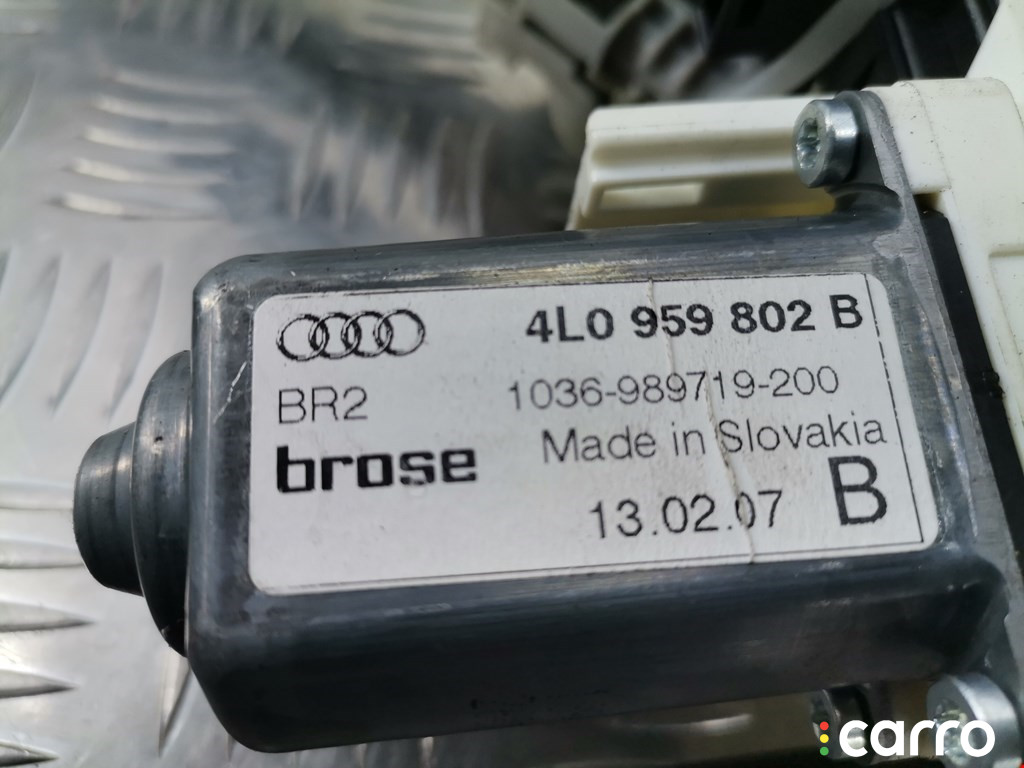 4L0 959 802 B
BR2
1036-989719-200
brose
Made in Slovakia
13.02.07
B
carro